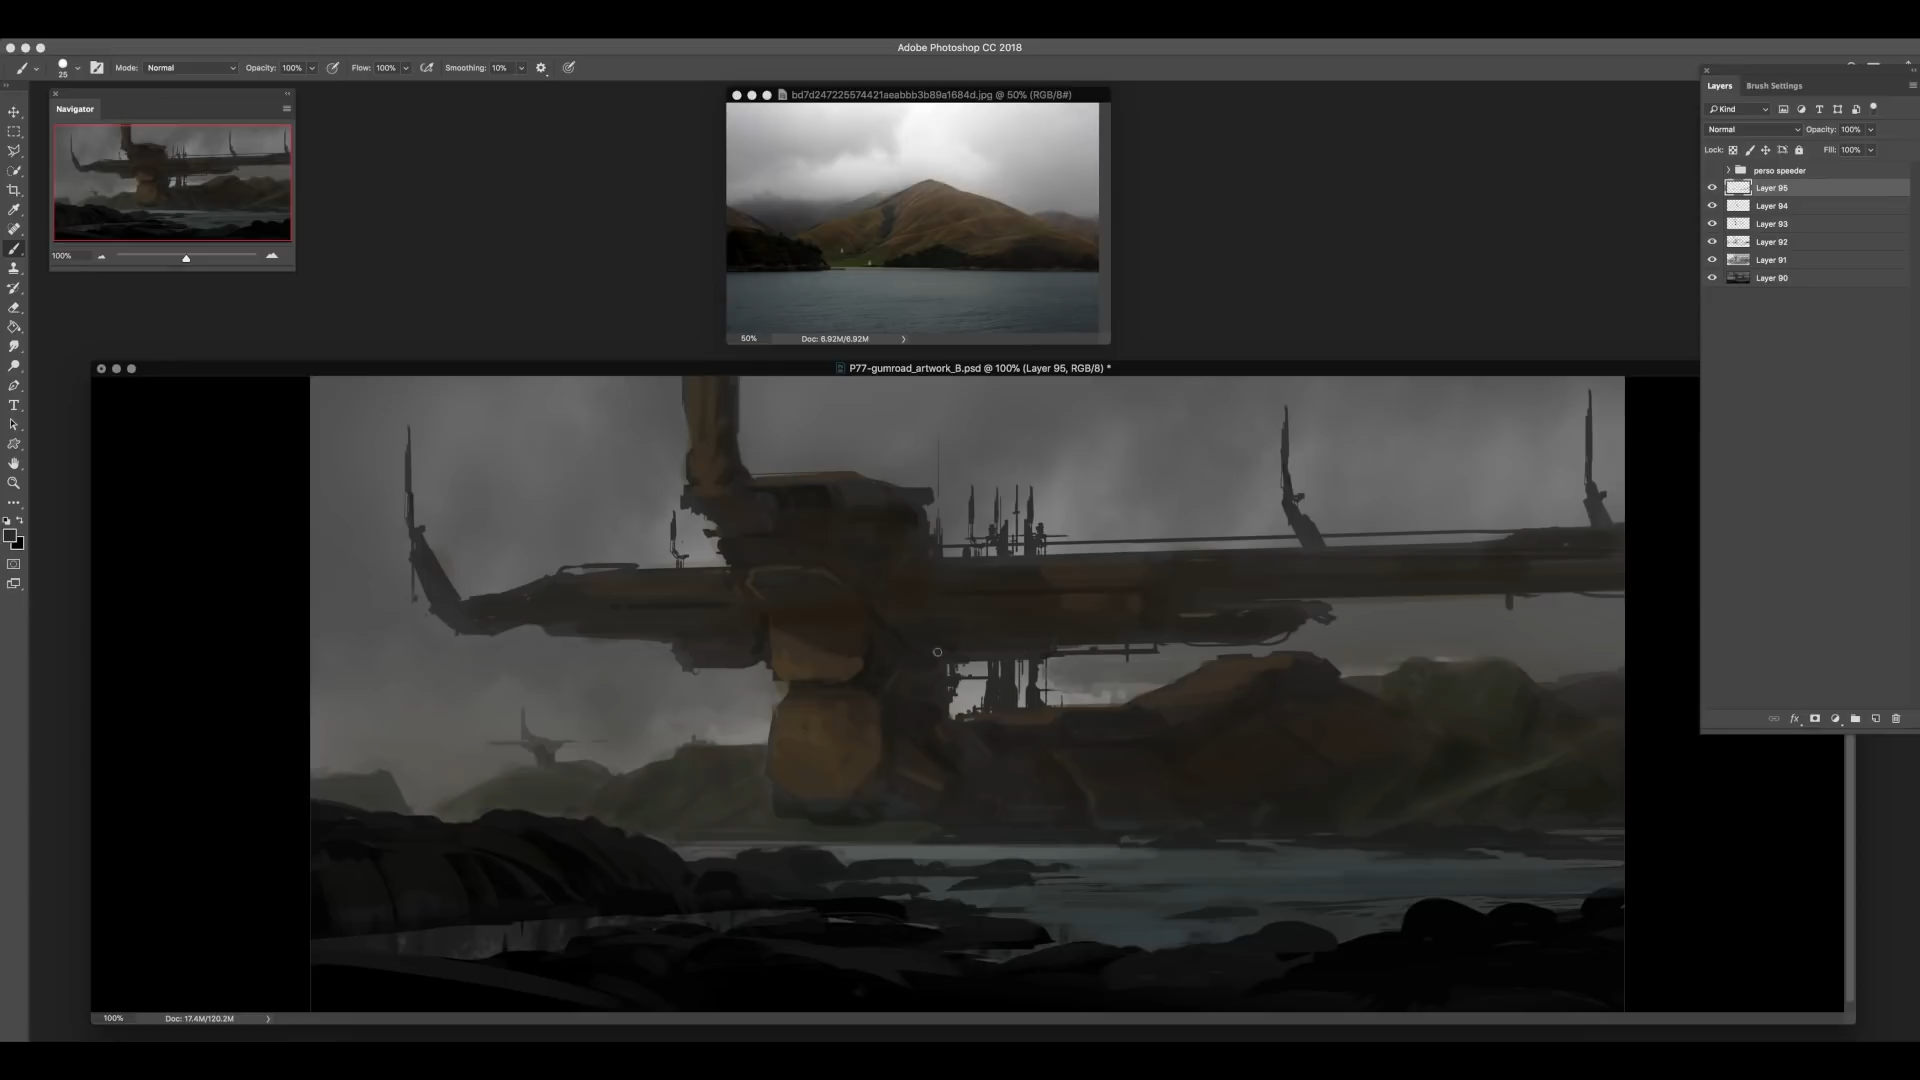 Adobe Photoshop CC 2018
25
Mode: Normal
Opacity: 100%
Flow: 100%
Smoothing: 10%
Navigator
100%
bd7d247225574421aeabbb3b89a1684d.jpg @ 50% (RGB/8#)
50%
Doc: 6.92M/6.92M
P77-gumroad_artwork_B.psd @ 100% (Layer 95, RGB/8) *
100%
Doc: 17.4M/120.2M
Layers
Brush Settings
Kind
Normal
Opacity: 100%
Lock:
Fill: 100%
perso speeder
Layer 95
Layer 94
Layer 93
Layer 92
Layer 91
Layer 90